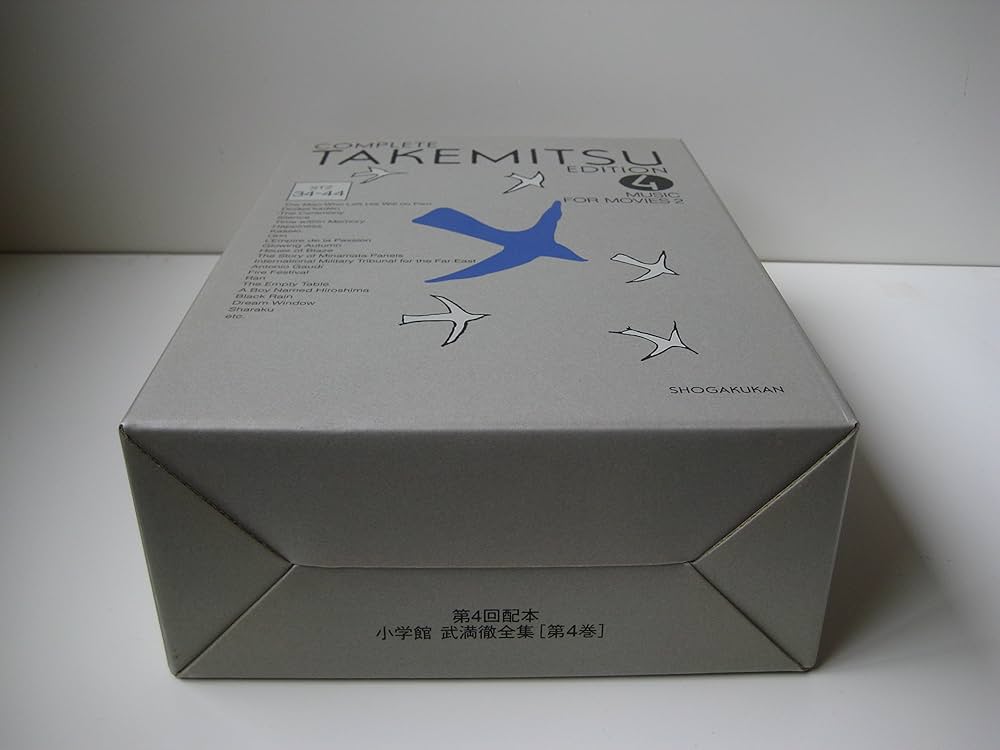 COMPLETE
TAKEMITSU
EDITION
4
MUSIC
FOR MOVIES 2
34-44
The Man Who Left His Will on Film
Dodes'kaden
The Ceremony
Silence
Time within Memory
Happiness
Kaseki
L'Empire de la Passion
Glowing Autumn
House of Blaze
The Story of Minamata Panels
International Military Tribunal for the Far East
Antonio Gaudi
Fire Festival
Ran
The Empty Table
A Boy Named Hiroshima
Black Rain
Dream Window
Sharaku
etc.
SHOGAKUKAN
第4回配本
小学館 武満徹全集[第4巻]